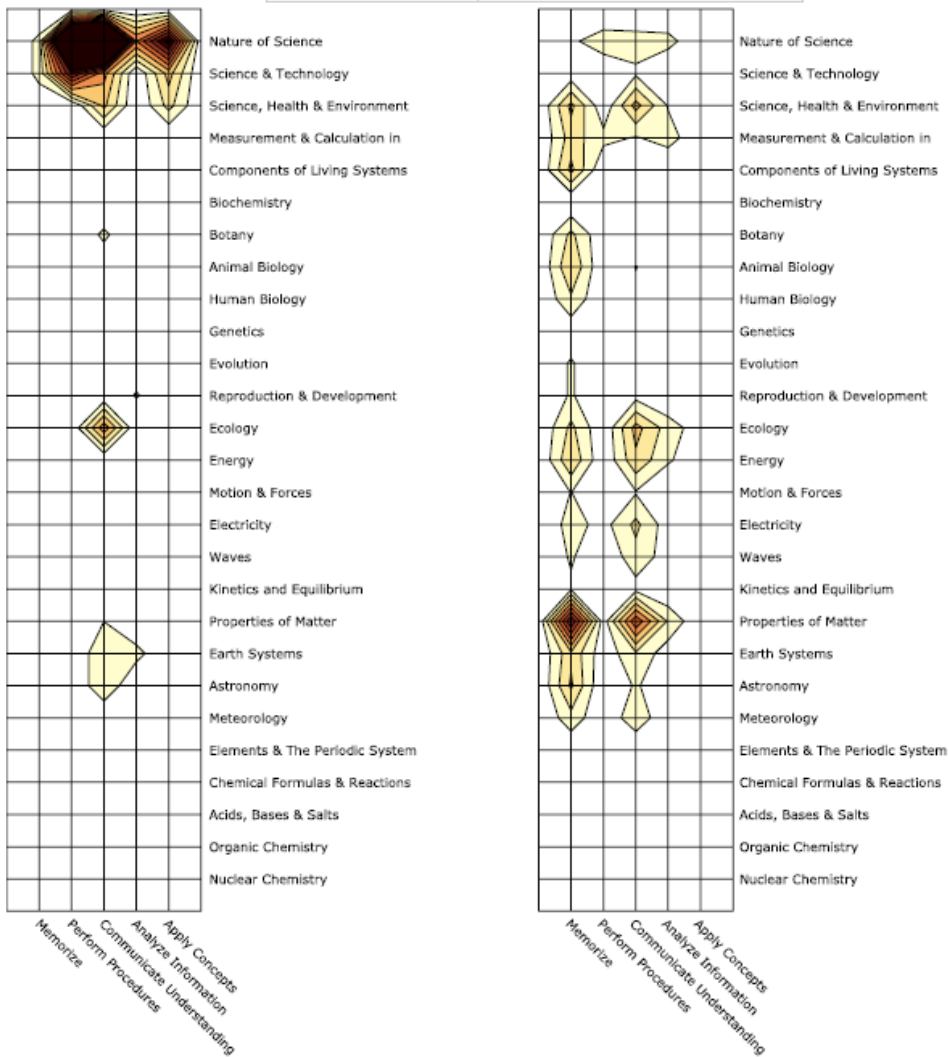 Nature of Science
Science & Technology
Science, Health & Environment
Measurement & Calculation in
Components of Living Systems
Biochemistry
Botany
Animal Biology
Human Biology
Genetics
Evolution
Reproduction & Development
Ecology
Energy
Motion & Forces
Electricity
Waves
Kinetics and Equilibrium
Properties of Matter
Earth Systems
Astronomy
Meteorology
Elements & The Periodic System
Chemical Formulas & Reactions
Acids, Bases & Salts
Organic Chemistry
Nuclear Chemistry
Memorize
Perform Procedures
Communicate Understanding
Analyze Information
Apply Concepts
Nature of Science
Science & Technology
Science, Health & Environment
Measurement & Calculation in
Components of Living Systems
Biochemistry
Botany
Animal Biology
Human Biology
Genetics
Evolution
Reproduction & Development
Ecology
Energy
Motion & Forces
Electricity
Waves
Kinetics and Equilibrium
Properties of Matter
Earth Systems
Astronomy
Meteorology
Elements & The Periodic System
Chemical Formulas & Reactions
Acids, Bases & Salts
Organic Chemistry
Nuclear Chemistry
Memorize
Perform Procedures
Communicate Understanding
Analyze Information
Apply Concepts